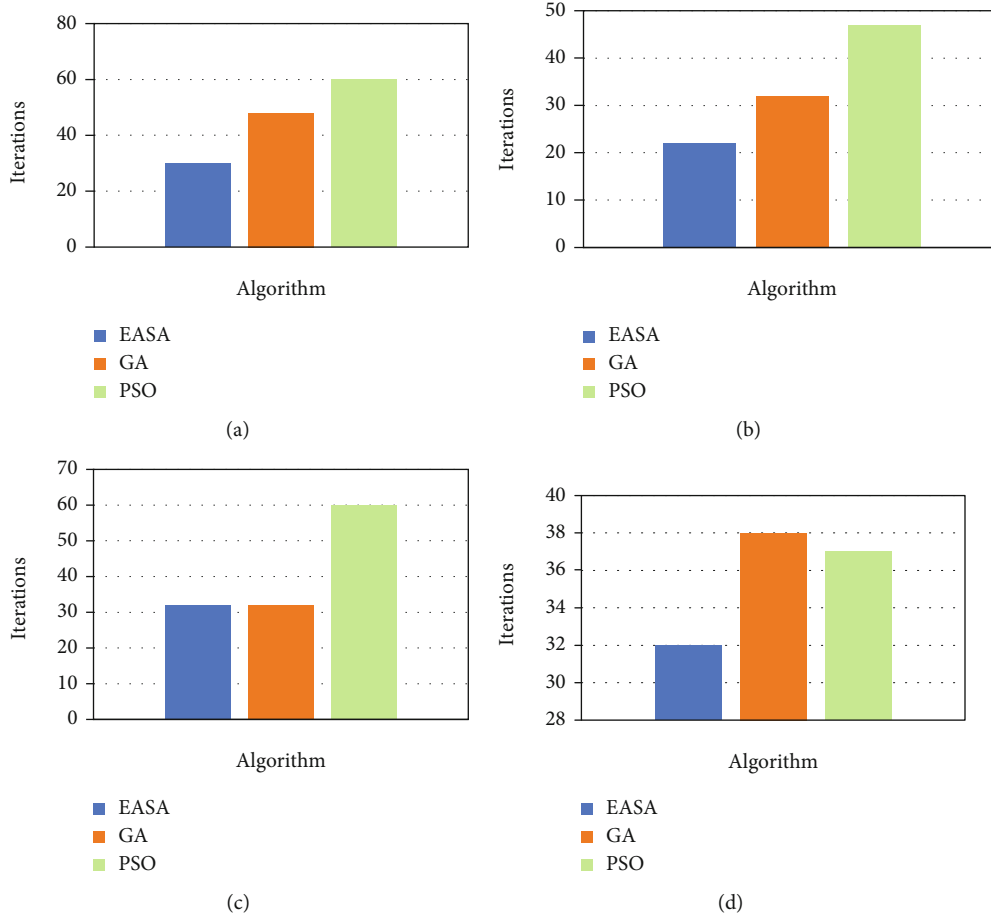 80
60
40
20
0
Iterations
Algorithm
EASA
GA
PSO
(a)
50
40
30
20
10
0
Iterations
Algorithm
EASA
GA
PSO
(b)
70
60
50
40
30
20
10
0
Iterations
Algorithm
EASA
GA
PSO
(c)
40
38
36
34
32
30
28
Iterations
Algorithm
EASA
GA
PSO
(d)